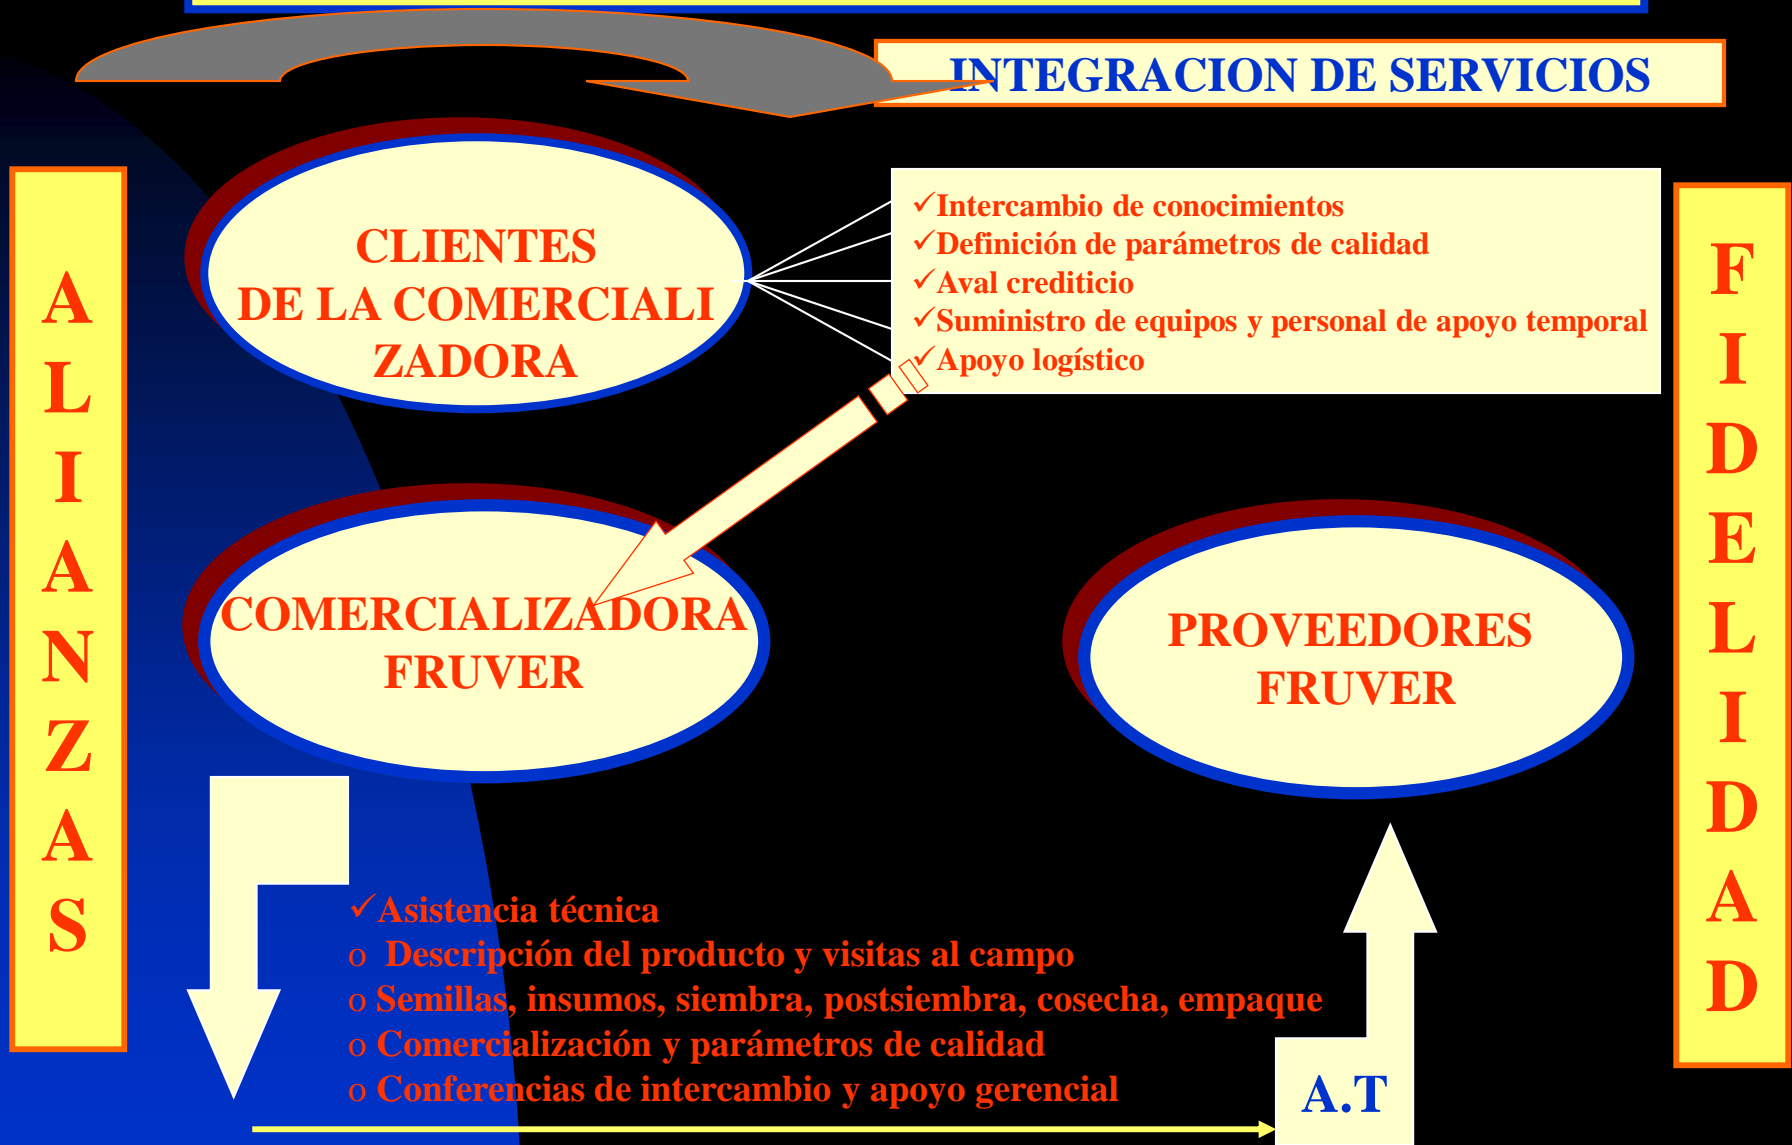 INTEGRACION DE SERVICIOS
A
L
I
A
N
Z
A
S
CLIENTES
DE LA COMERCIALI
ZADORA
✓Intercambio de conocimientos
✓Definición de parámetros de calidad
✓Aval crediticio
✓Suministro de equipos y personal de apoyo temporal
✓Apoyo logístico
F
I
D
E
L
I
D
A
D
COMERCIALIZADORA
FRUVER
PROVEEDORES
FRUVER
✓Asistencia técnica
o Descripción del producto y visitas al campo
o Semillas, insumos, siembra, postsiembra, cosecha, empaque
o Comercialización y parámetros de calidad
o Conferencias de intercambio y apoyo gerencial
A.T